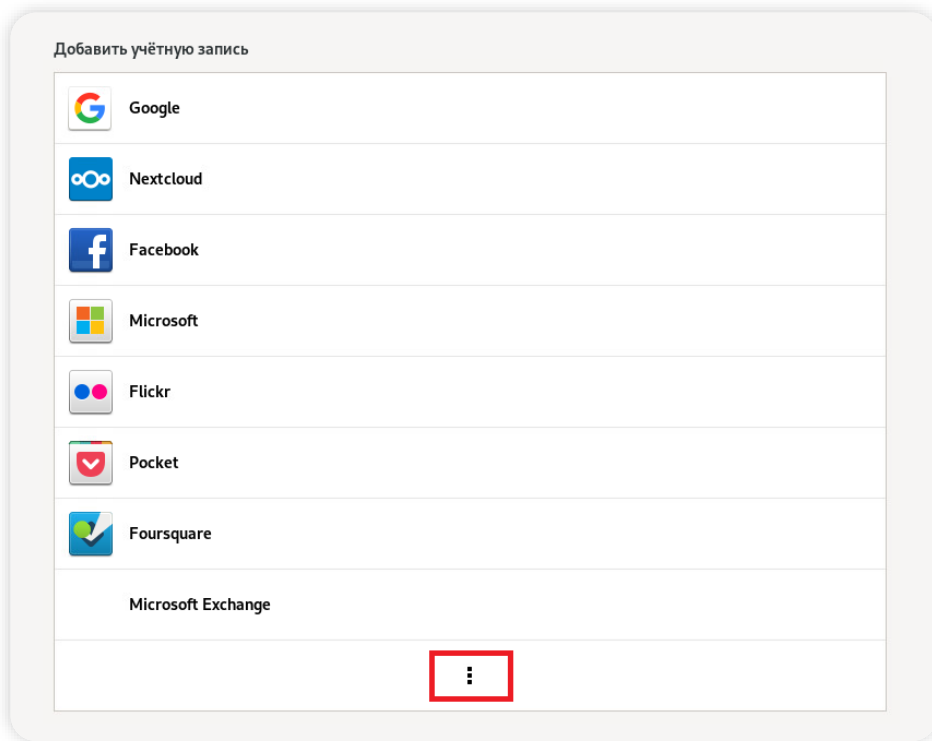 Добавить учётную запись
Google
Nextcloud
Facebook
Microsoft
Flickr
Pocket
Foursquare
Microsoft Exchange